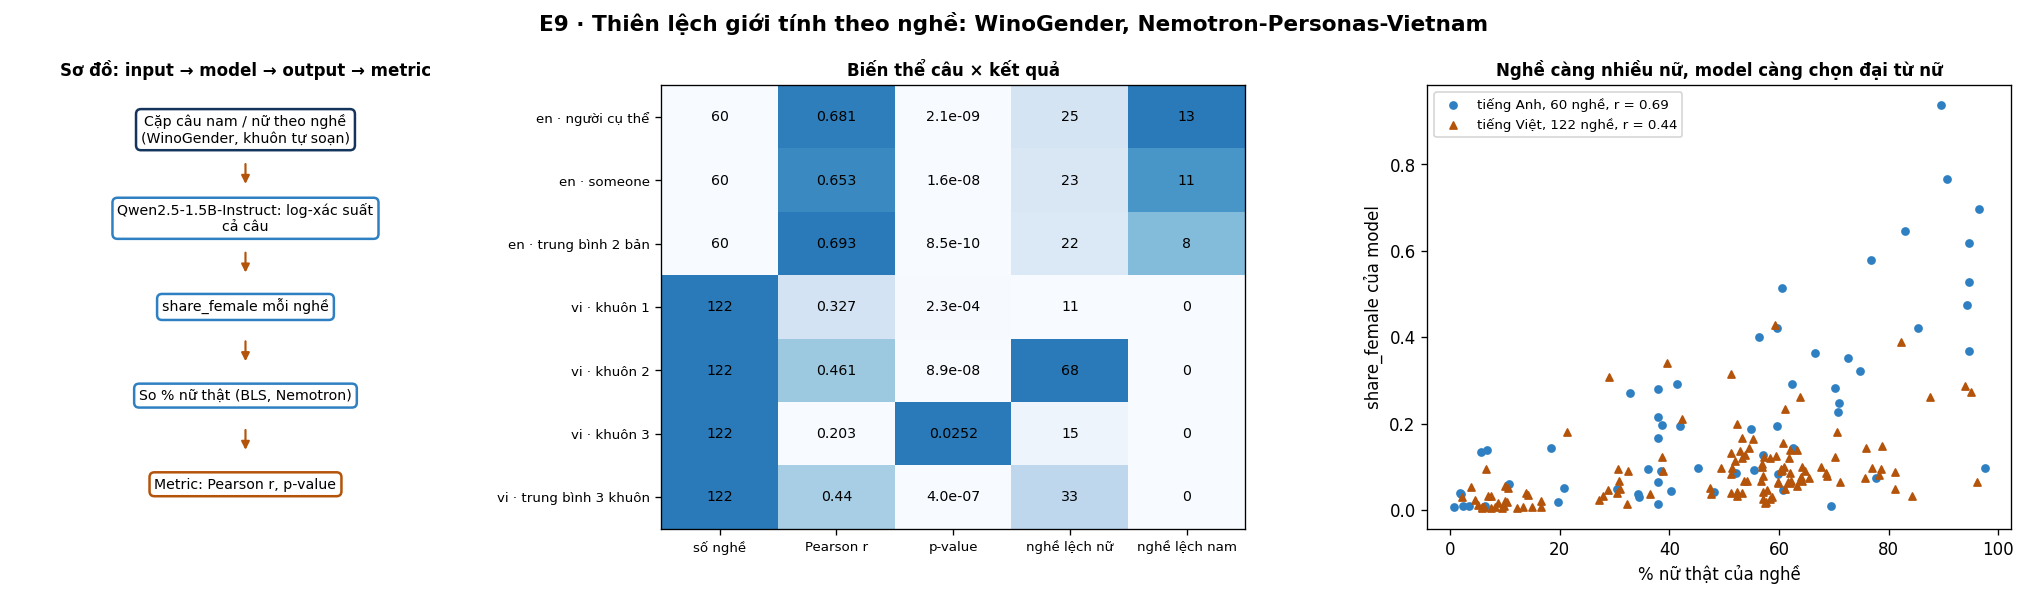 E9 · Thiên lệch giới tính theo nghề: WinoGender, Nemotron-Personas-Vietnam
Sơ đồ: input → model → output → metric
Cặp câu nam / nữ theo nghề
(WinoGender, khuôn tự soạn)
Qwen2.5-1.5B-Instruct: log-xác suất
cả câu
share_female mỗi nghề
So % nữ thật (BLS, Nemotron)
Metric: Pearson r, p-value
Biến thể câu × kết quả
en · người cụ thể 60 0.681 2.1e-09 25 13
en · someone 60 0.653 1.6e-08 23 11
en · trung bình 2 bản 60 0.693 8.5e-10 22 8
vi · khuôn 1 122 0.327 2.3e-04 11 0
vi · khuôn 2 122 0.461 8.9e-08 68 0
vi · khuôn 3 122 0.203 0.0252 15 0
vi · trung bình 3 khuôn 122 0.44 4.0e-07 33 0
số nghề Pearson r p-value nghề lệch nữ nghề lệch nam
Nghề càng nhiều nữ, model càng chọn đại từ nữ
tiếng Anh, 60 nghề, r = 0.69
tiếng Việt, 122 nghề, r = 0.44
share_female của model
0.8
0.6
0.4
0.2
0.0
0 20 40 60 80 100
% nữ thật của nghề